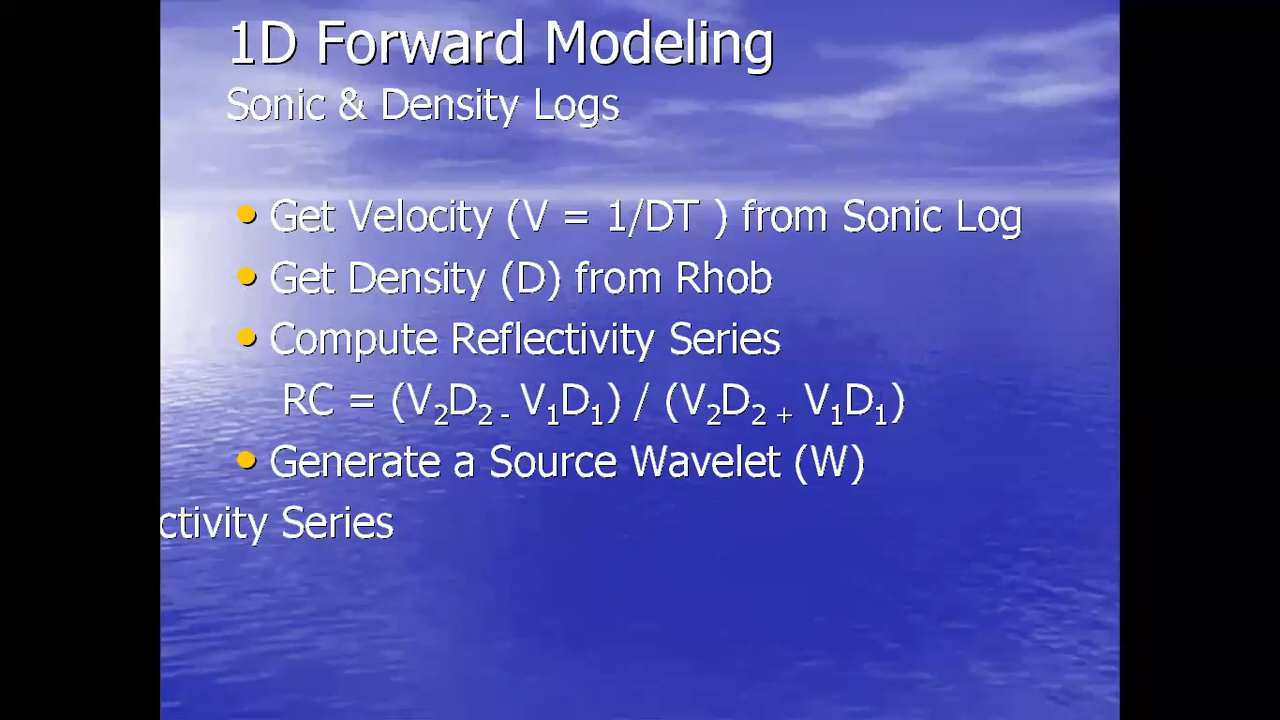 1D Forward Modeling
Sonic & Density Logs
• Get Velocity (V = 1/DT ) from Sonic Log
• Get Density (D) from Rhob
• Compute Reflectivity Series
RC = (V₂D₂ - V₁D₁) / (V₂D₂ + V₁D₁)
• Generate a Source Wavelet (W)
ctivity Series